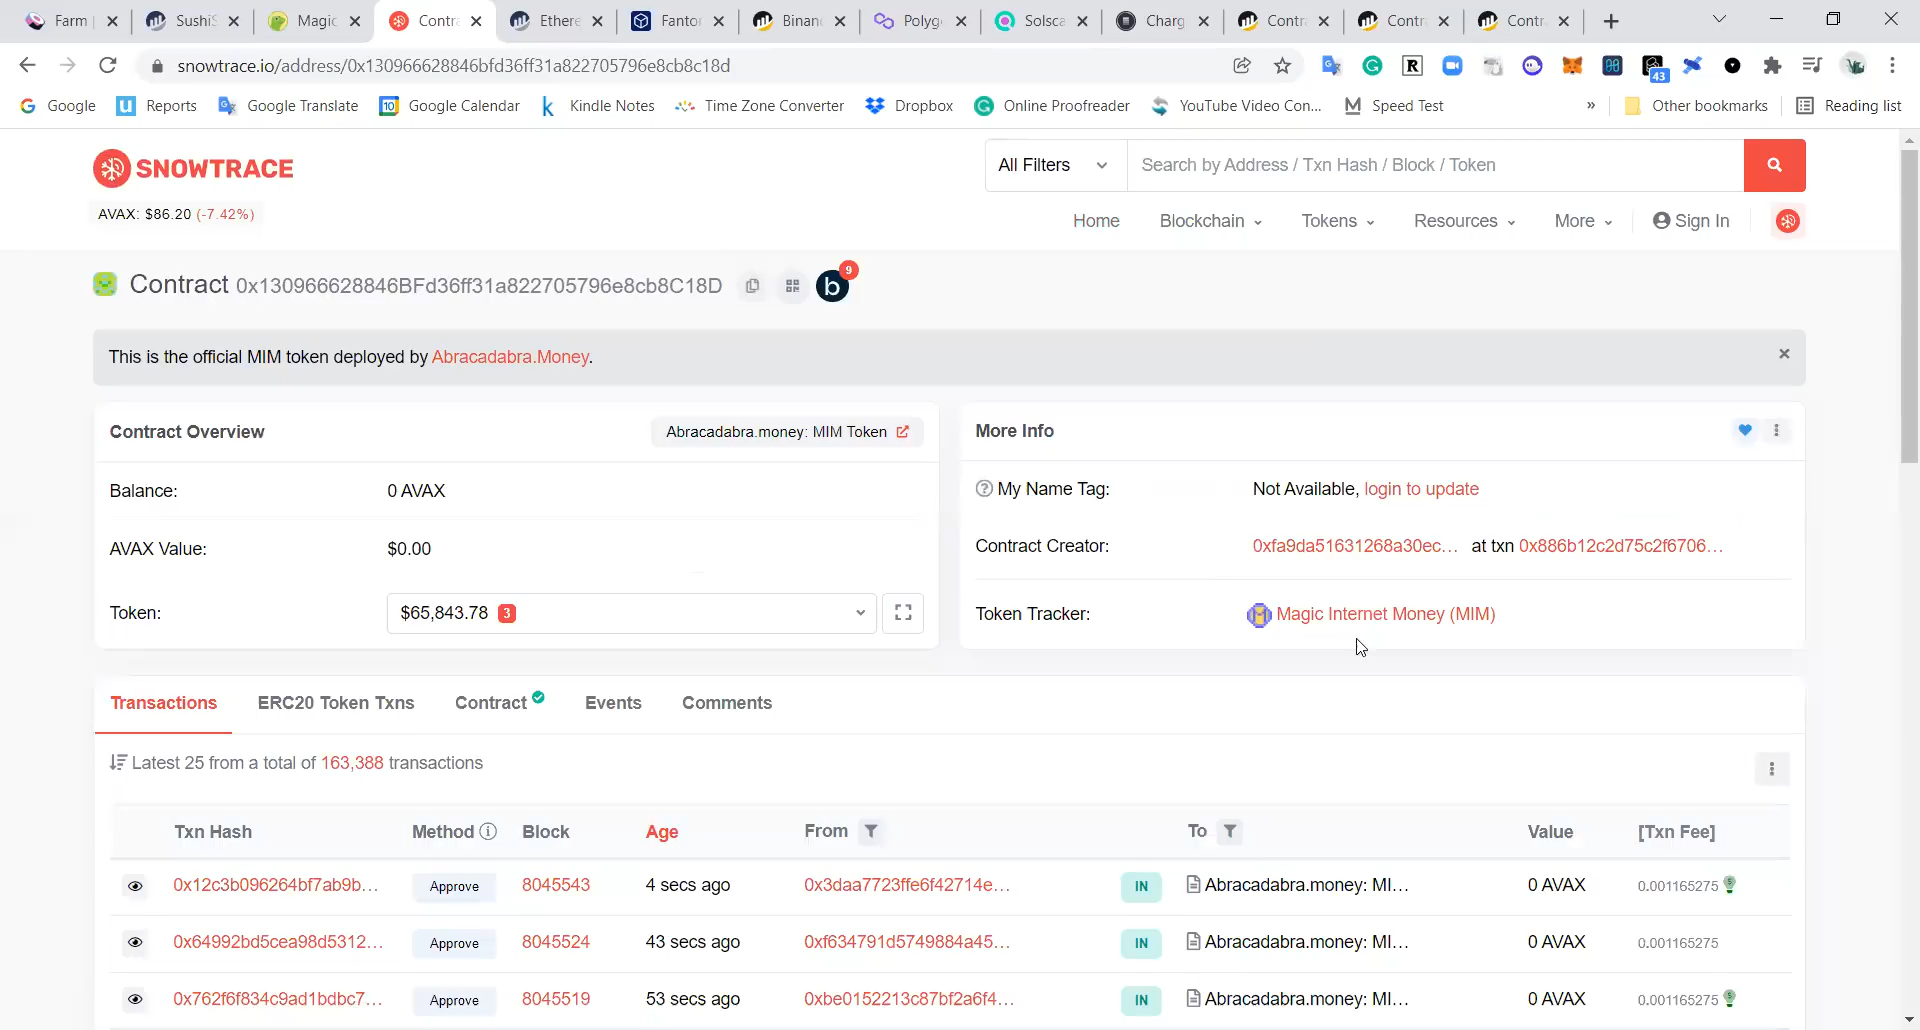 Farm
SushiS
Magic
Contra
Ethere
Fantor
Binanc
Polyg
Solsca
Charg
Contra
Contra
Contra
snowtrace.io/address/0x130966628846bfd36ff31a822705796e8cb8c18d
43
Google
Reports
Google Translate
10 Google Calendar
Kindle Notes
Time Zone Converter
Dropbox
Online Proofreader
YouTube Video Con...
Speed Test
»
Other bookmarks
Reading list
SNOWTRACE
All Filters
Search by Address / Txn Hash / Block / Token
AVAX: $86.20 (-7.42%)
Home Blockchain Tokens Resources More Sign In
Contract 0x130966628846BFd36ff31a822705796e8cb8C18D b 9
This is the official MIM token deployed by Abracadabra.Money.
Contract Overview
Abracadabra.money: MIM Token
Balance: 0 AVAX
AVAX Value: $0.00
Token: $65,843.78 3
More Info
My Name Tag: Not Available, login to update
Contract Creator: 0xfa9da51631268a30ec... at txn 0x886b12c2d75c2f6706...
Token Tracker: Magic Internet Money (MIM)
Transactions ERC20 Token Txns Contract Events Comments
Latest 25 from a total of 163,388 transactions
Txn Hash Method Block Age From To Value [Txn Fee]
0x12c3b096264bf7ab9b... Approve 8045543 4 secs ago 0x3daa7723ffe6f42714e... IN Abracadabra.money: MI... 0 AVAX 0.001165275
0x64992bd5cea98d5312... Approve 8045524 43 secs ago 0xf634791d5749884a45... IN Abracadabra.money: MI... 0 AVAX 0.001165275
0x762f6f834c9ad1bdbc7... Approve 8045519 53 secs ago 0xbe0152213c87bf2a6f4... IN Abracadabra.money: MI... 0 AVAX 0.001165275